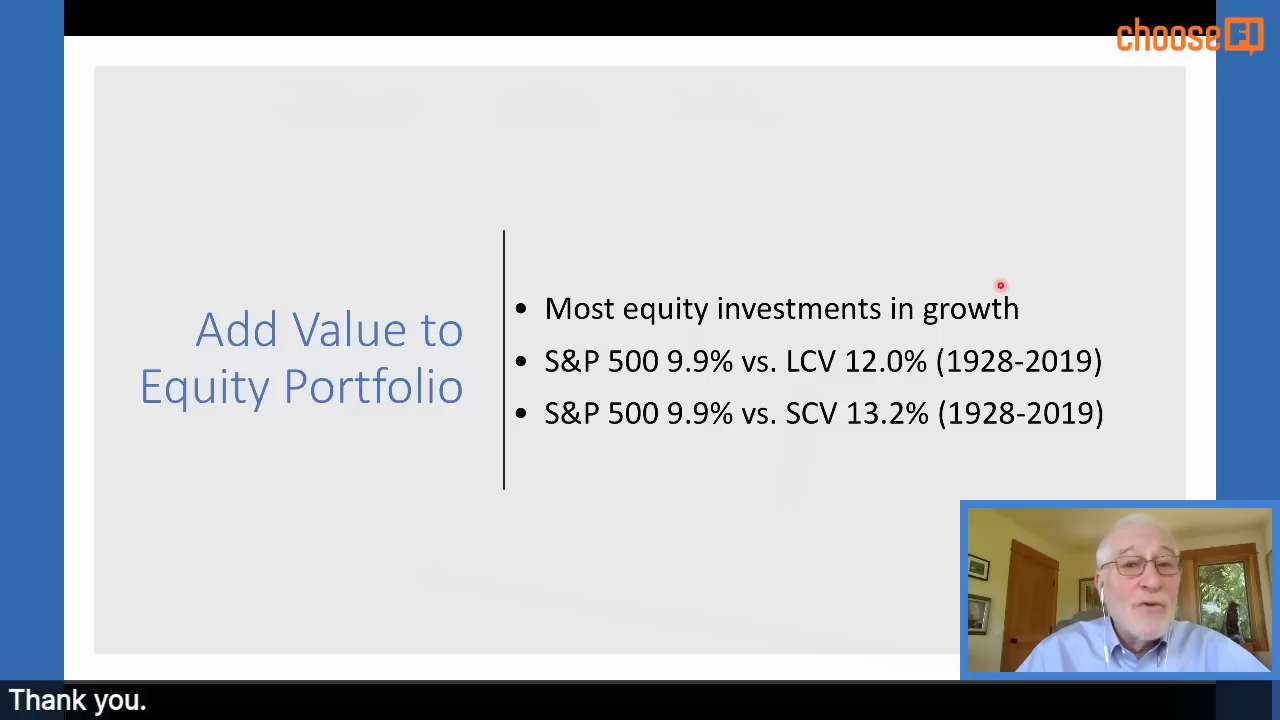 chooseFI
Add Value to
Equity Portfolio
• Most equity investments in growth
• S&P 500 9.9% vs. LCV 12.0% (1928-2019)
• S&P 500 9.9% vs. SCV 13.2% (1928-2019)
Thank you.